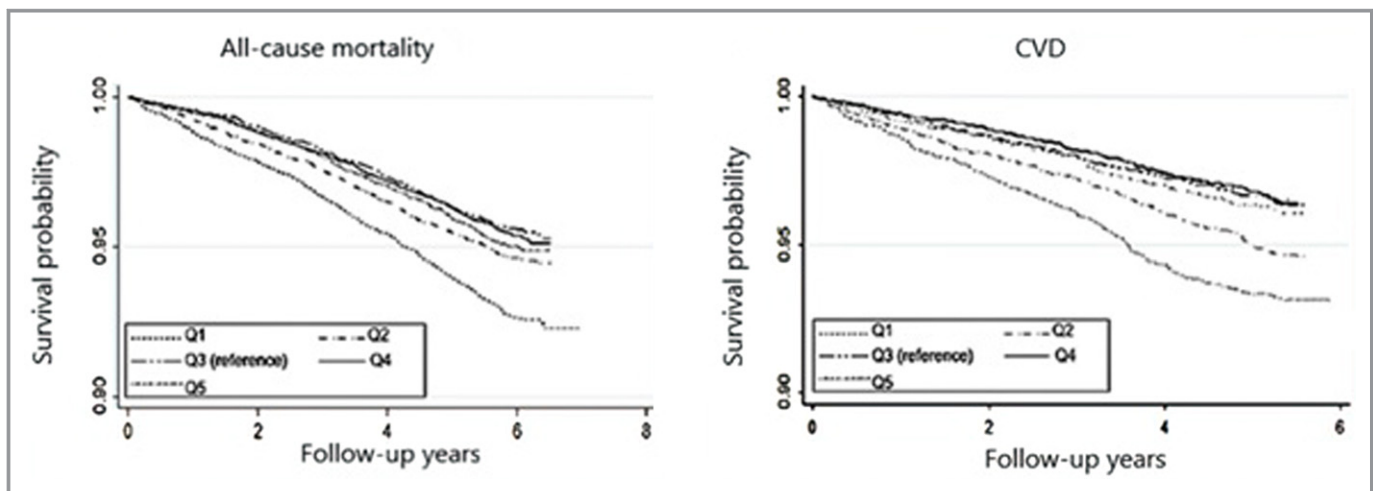 All-cause mortality
Survival probability
1.00
0.95
0.90
Q1 Q2
Q3 (reference) Q4
Q5
0 2 4 6 8
Follow-up years
CVD
Survival probability
1.00
0.95
0.90
Q1 Q2
Q3 (reference) Q4
Q5
0 2 4 6
Follow-up years